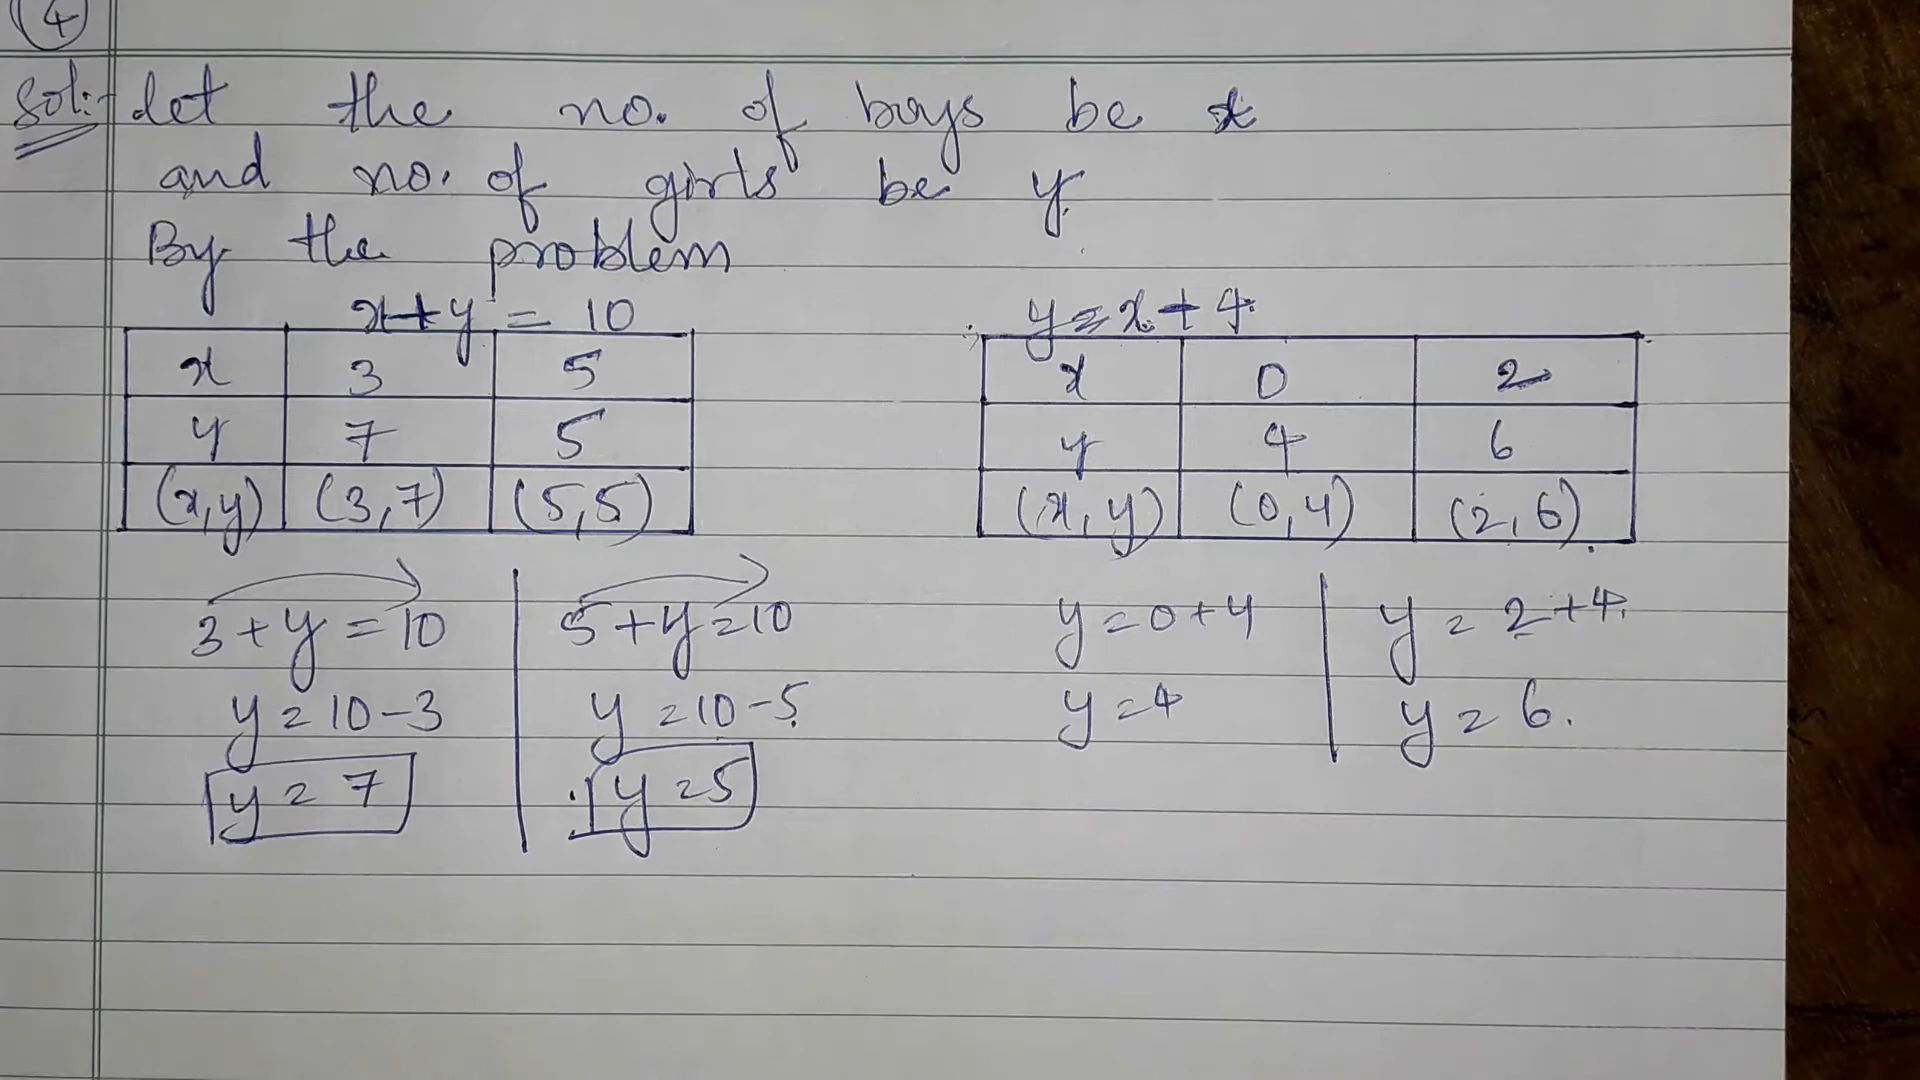 4
Sol:- Let the no. of boys be x
and no. of girls be y.
By the problem
x+y = 10 y=x+4.
x 3 5 x 0 2
y 7 5 y 4 6
(x,y) (3,7) (5,5) (x,y) (0,4) (2,6)
3+y=10 5+y=10 y=0+4 y=2+4.
y=10-3 y=10-5 y=4 y=6.
y=7 y=5